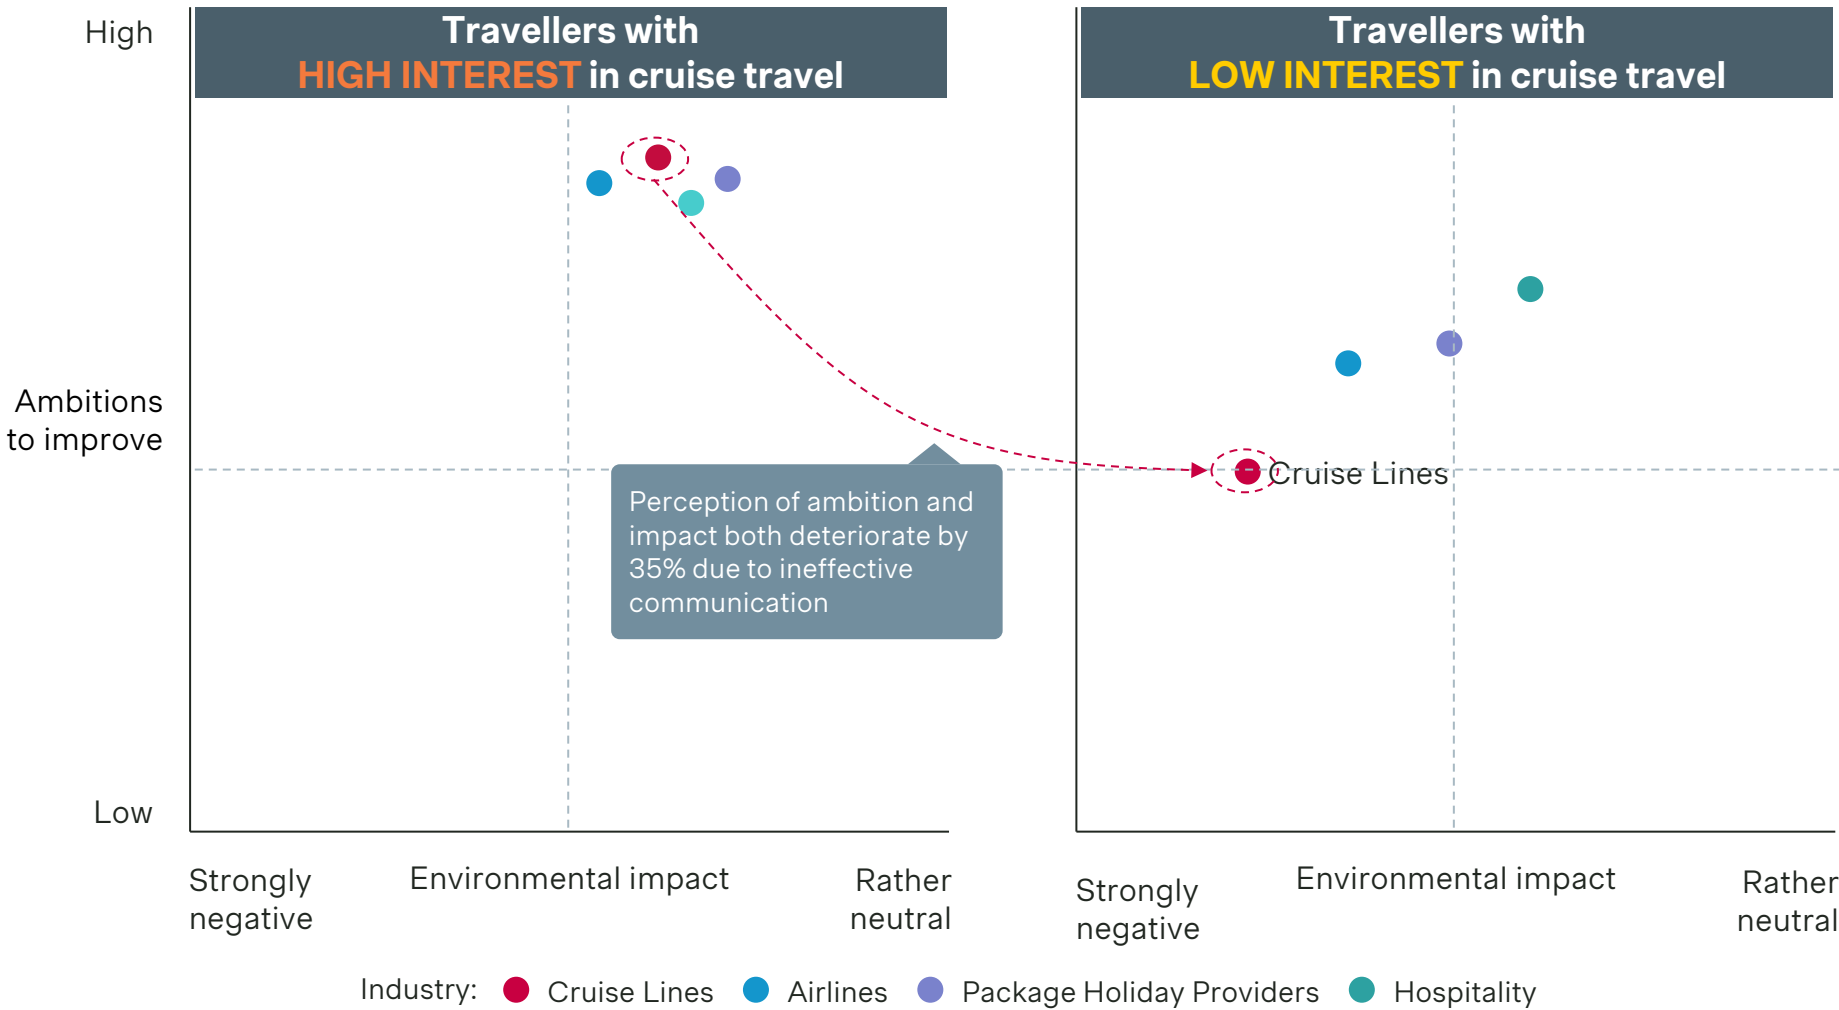 High
Travellers with
HIGH INTEREST in cruise travel
Travellers with
LOW INTEREST in cruise travel
Ambitions
to improve
Cruise Lines
Perception of ambition and
impact both deteriorate by
35% due to ineffective
communication
Low
Strongly
negative
Environmental impact
Rather
neutral
Strongly
negative
Environmental impact
Rather
neutral
Industry: Cruise Lines Airlines Package Holiday Providers Hospitality